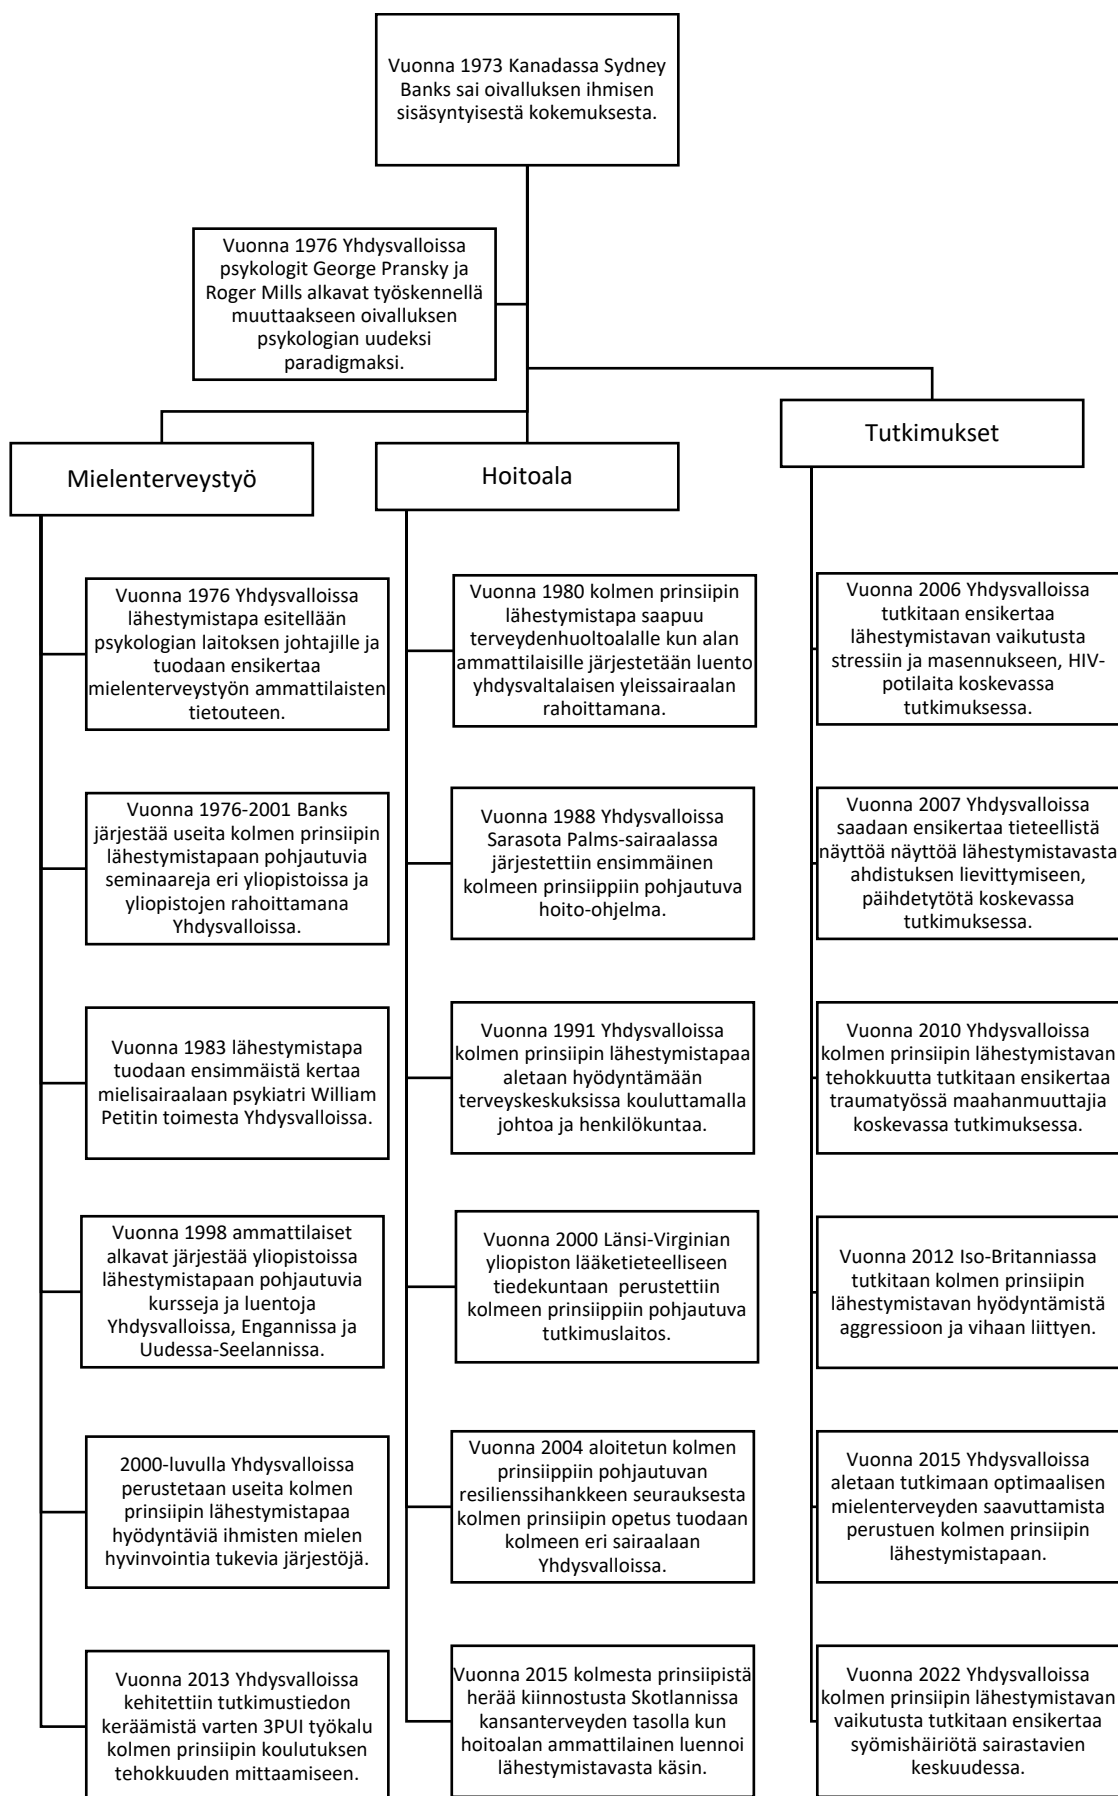 Vuonna 1973 Kanadassa Sydney
Banks sai oivalluksen ihmisen
sisäsyntyisestä kokemuksesta.
Vuonna 1976 Yhdysvalloissa
psykologit George Pransky ja
Roger Mills alkavat työskennellä
muuttaakseen oivalluksen
psykologian uudeksi
paradigmaksi.
Mielenterveystyö
Vuonna 1976 Yhdysvalloissa
lähestymistapa esitellään
psykologian laitoksen johtajille ja
tuodaan ensikertaa
mielenterveystyön ammattilaisten
tietouteen.
Vuonna 1976-2001 Banks
järjestää useita kolmen prinsiipin
lähestymistapaan pohjautuvia
seminaareja eri yliopistoissa ja
yliopistojen rahoittamana
Yhdysvalloissa.
Vuonna 1983 lähestymistapa
tuodaan ensimmäistä kertaa
mielisairaalaan psykiatri William
Petitin toimesta Yhdysvalloissa.
Vuonna 1998 ammattilaiset
alkavat järjestää yliopistoissa
lähestymistapaan pohjautuvia
kursseja ja luentoja
Yhdysvalloissa, Engannissa ja
Uudessa-Seelannissa.
2000-luvulla Yhdysvalloissa
perustetaan useita kolmen
prinsiipin lähestymistapaa
hyödyntäviä ihmisten mielen
hyvinvointia tukevia järjestöjä.
Vuonna 2013 Yhdysvalloissa
kehitettiin tutkimustiedon
keräämistä varten 3PUI työkalu
kolmen prinsiipin koulutuksen
tehokkuuden mittaamiseen.
Hoitoala
Vuonna 1980 kolmen prinsiipin
lähestymistapa saapuu
terveydenhuoltoalalle kun alan
ammattilaisille järjestetään luento
yhdysvaltalaisen yleissairaalan
rahoittamana.
Vuonna 1988 Yhdysvalloissa
Sarasota Palms-sairaalassa
järjestettiin ensimmäinen
kolmeen prinsiippiin pohjautuva
hoito-ohjelma.
Vuonna 1991 Yhdysvalloissa
kolmen prinsiipin lähestymistapaa
aletaan hyödyntämään
terveyskeskuksissa kouluttamalla
johtoa ja henkilökuntaa.
Vuonna 2000 Länsi-Virginian
yliopiston lääketieteelliseen
tiedekuntaan perustettiin
kolmeen prinsiippiin pohjautuva
tutkimuslaitos.
Vuonna 2004 aloitetun kolmen
prinsiippiin pohjautuvan
resilienssihankkeen seurauksesta
kolmen prinsiipin opetus tuodaan
kolmeen eri sairaalaan
Yhdysvalloissa.
Vuonna 2015 kolmesta prinsiipistä
herää kiinnostusta Skotlannissa
kansanterveyden tasolla kun
hoitoalan ammattilainen luennoi
lähestymistavasta käsin.
Tutkimukset
Vuonna 2006 Yhdysvalloissa
tutkitaan ensikertaa
lähestymistavan vaikutusta
stressiin ja masennukseen, HIV-
potilaita koskevassa
tutkimuksessa.
Vuonna 2007 Yhdysvalloissa
saadaan ensikertaa tieteellistä
näyttöä näyttöä lähestymistavasta
ahdistuksen lievittymiseen,
päihdetytötä koskevassa
tutkimuksessa.
Vuonna 2010 Yhdysvalloissa
kolmen prinsiipin lähestymistavan
tehokkuutta tutkitaan ensikertaa
traumatyössä maahanmuuttajia
koskevassa tutkimuksessa.
Vuonna 2012 Iso-Britanniassa
tutkitaan kolmen prinsiipin
lähestymistavan hyödyntämistä
aggressioon ja vihaan liittyen.
Vuonna 2015 Yhdysvalloissa
aletaan tutkimaan optimaalisen
mielenterveyden saavuttamista
perustuen kolmen prinsiipin
lähestymistapaan.
Vuonna 2022 Yhdysvalloissa
kolmen prinsiipin lähestymistavan
vaikutusta tutkitaan ensikertaa
syömishäiriötä sairastavien
keskuudessa.